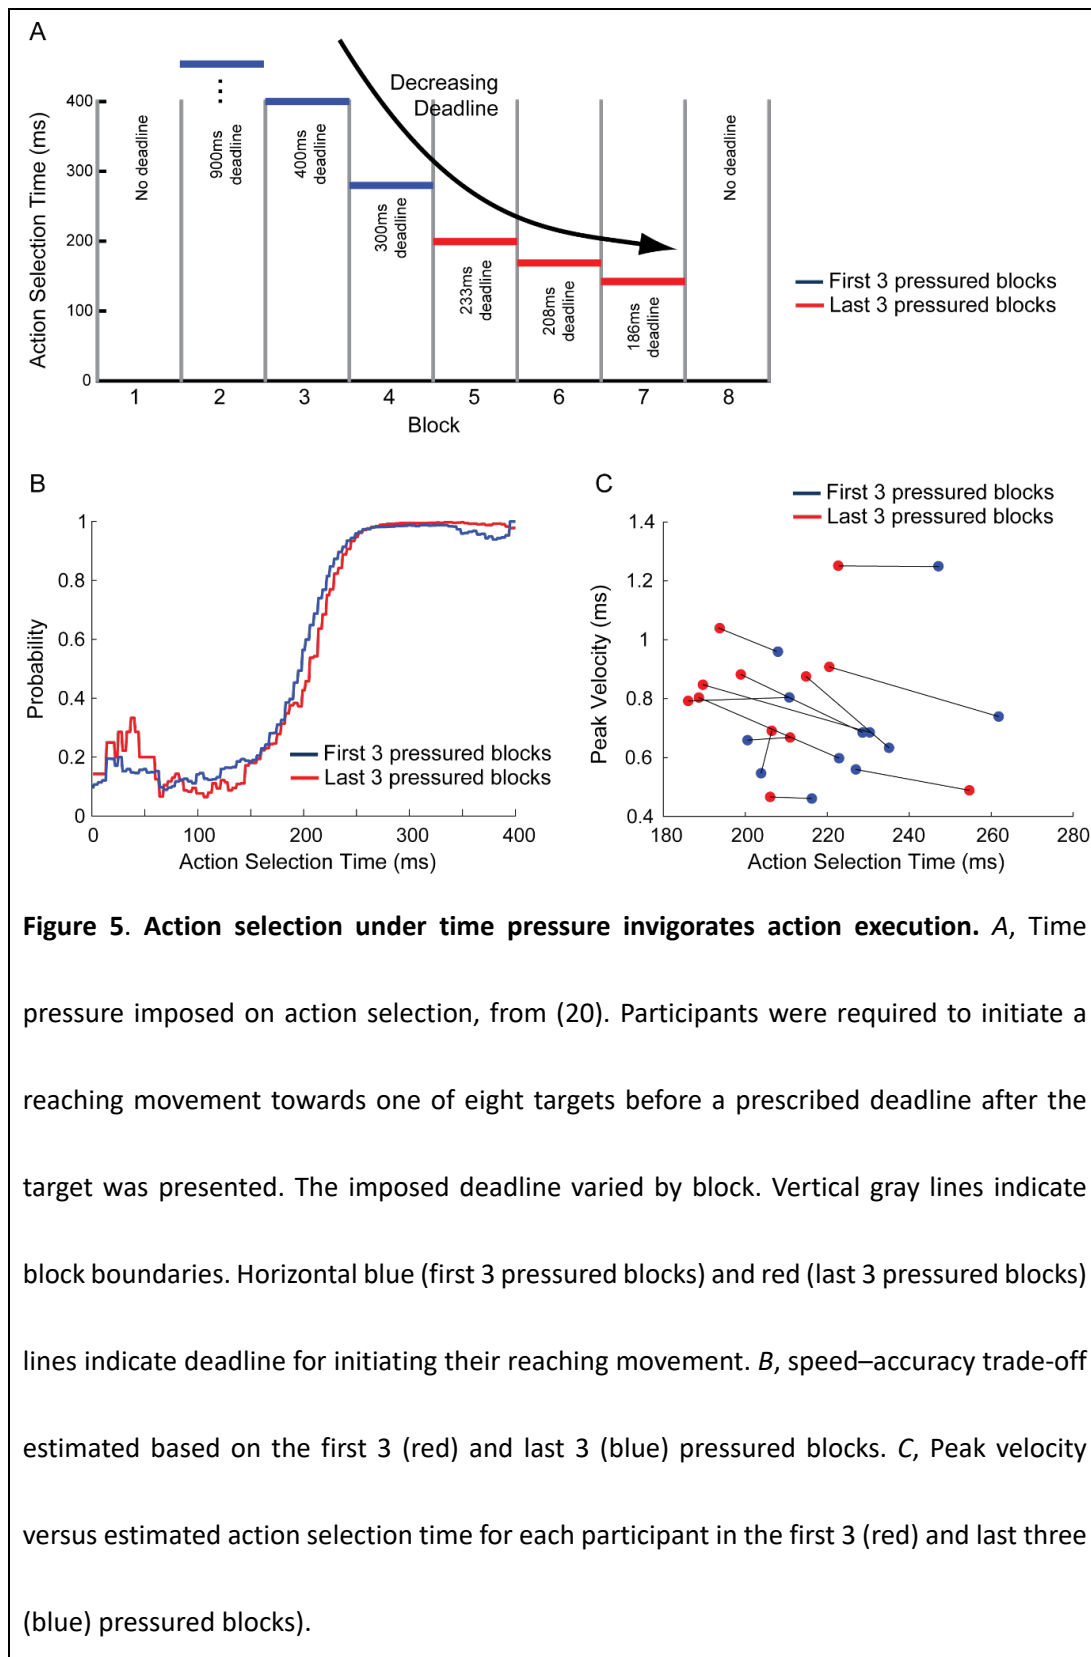 A
Decreasing
Deadline
Action Selection Time (ms)
400
300
200
100
0
No deadline
900ms
deadline
400ms
deadline
300ms
deadline
233ms
deadline
208ms
deadline
186ms
deadline
No deadline
1 2 3 4 5 6 7 8
Block
First 3 pressured blocks
Last 3 pressured blocks
B
Probability
1
0.8
0.6
0.4
0.2
0
First 3 pressured blocks
Last 3 pressured blocks
0 100 200 300 400
Action Selection Time (ms)
C
First 3 pressured blocks
Last 3 pressured blocks
Peak Velocity (ms)
1.4
1.2
1
0.8
0.6
0.4
180 200 220 240 260 280
Action Selection Time (ms)
Figure 5. Action selection under time pressure invigorates action execution. A, Time
pressure imposed on action selection, from (20). Participants were required to initiate a
reaching movement towards one of eight targets before a prescribed deadline after the
target was presented. The imposed deadline varied by block. Vertical gray lines indicate
block boundaries. Horizontal blue (first 3 pressured blocks) and red (last 3 pressured blocks)
lines indicate deadline for initiating their reaching movement. B, speed–accuracy trade-off
estimated based on the first 3 (red) and last 3 (blue) pressured blocks. C, Peak velocity
versus estimated action selection time for each participant in the first 3 (red) and last three
(blue) pressured blocks).